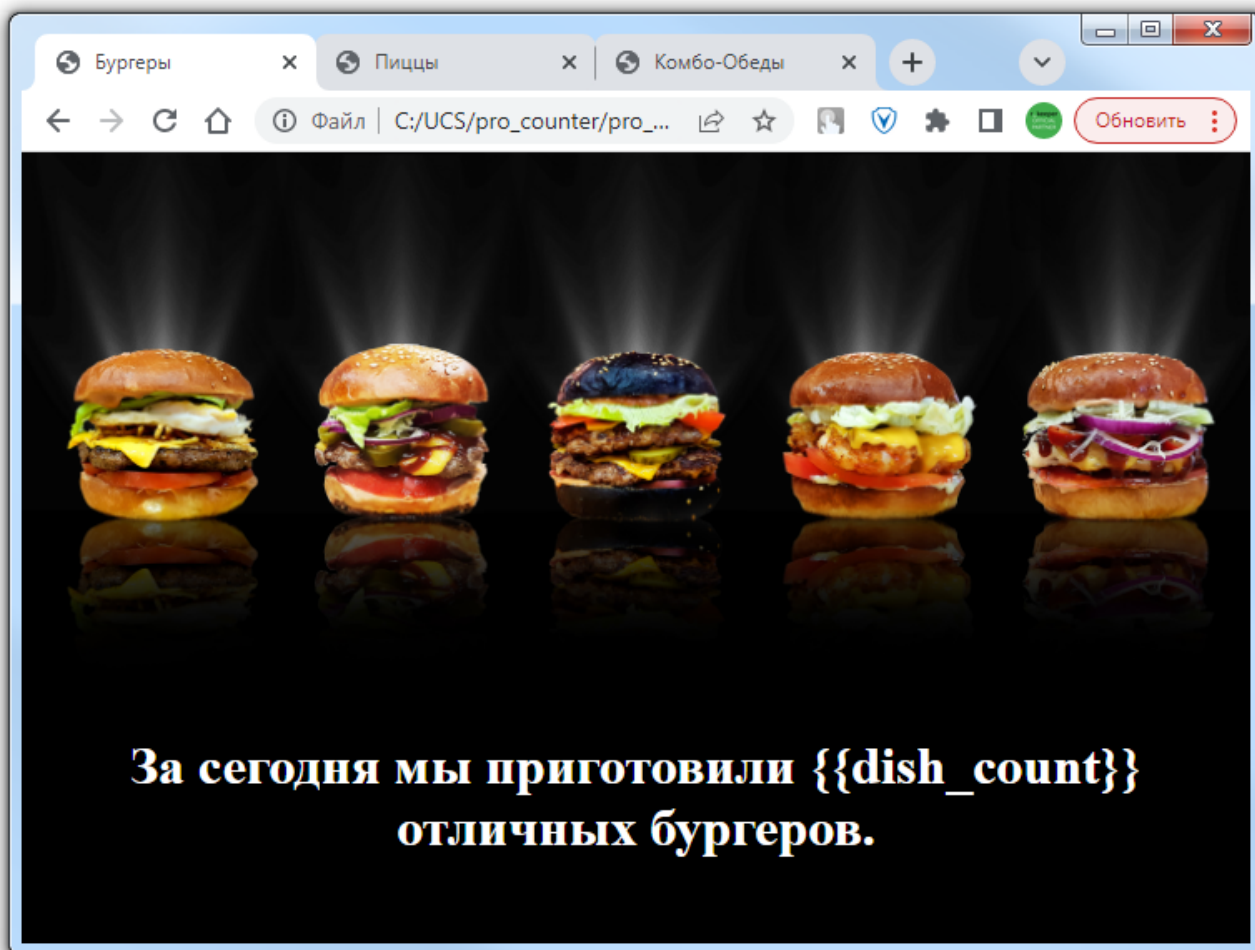 Бургеры
Пиццы
Комбо-Обеды
Файл
C:/UCS/pro_counter/pro_...
Обновить
За сегодня мы приготовили {{dish_count}}
отличных бургеров.